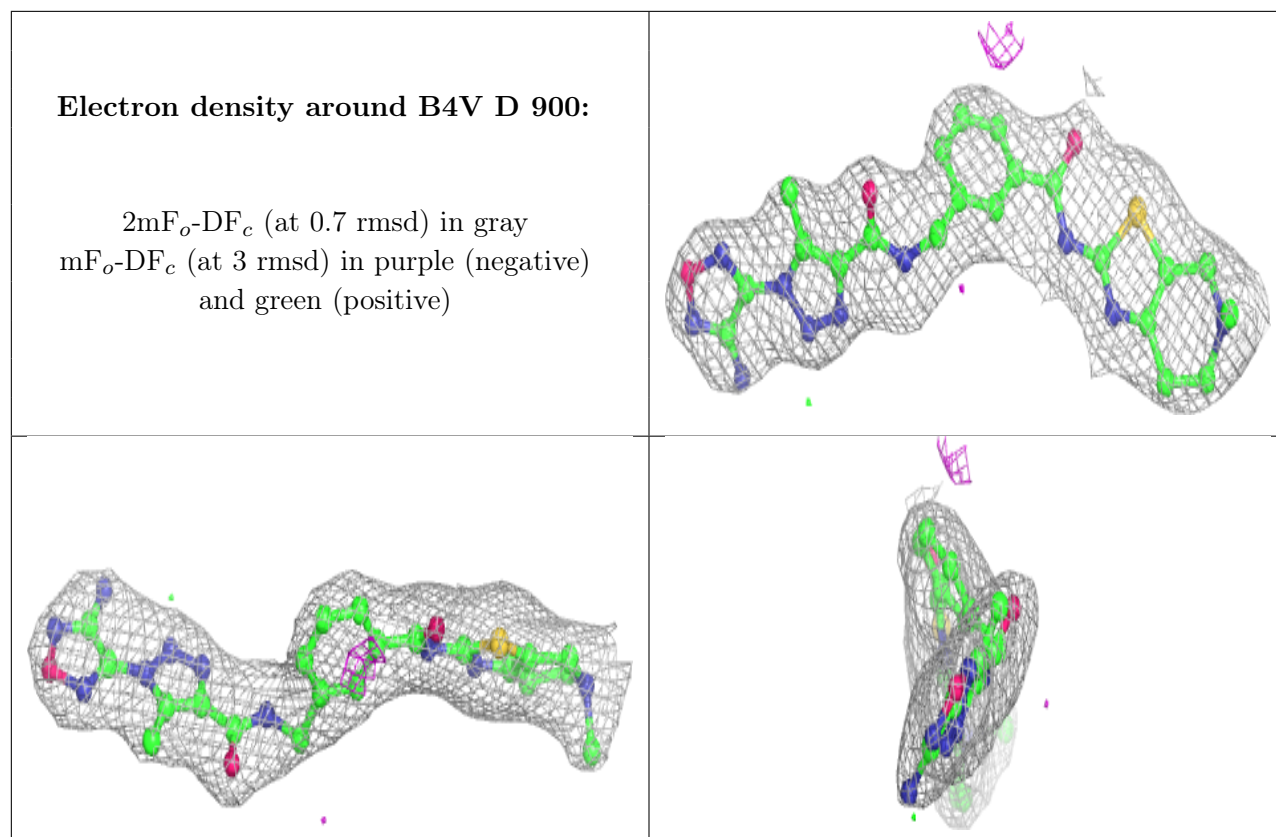 Electron density around B4V D 900:
2mFo-DFc (at 0.7 rmsd) in gray
mFo-DFc (at 3 rmsd) in purple (negative)
and green (positive)